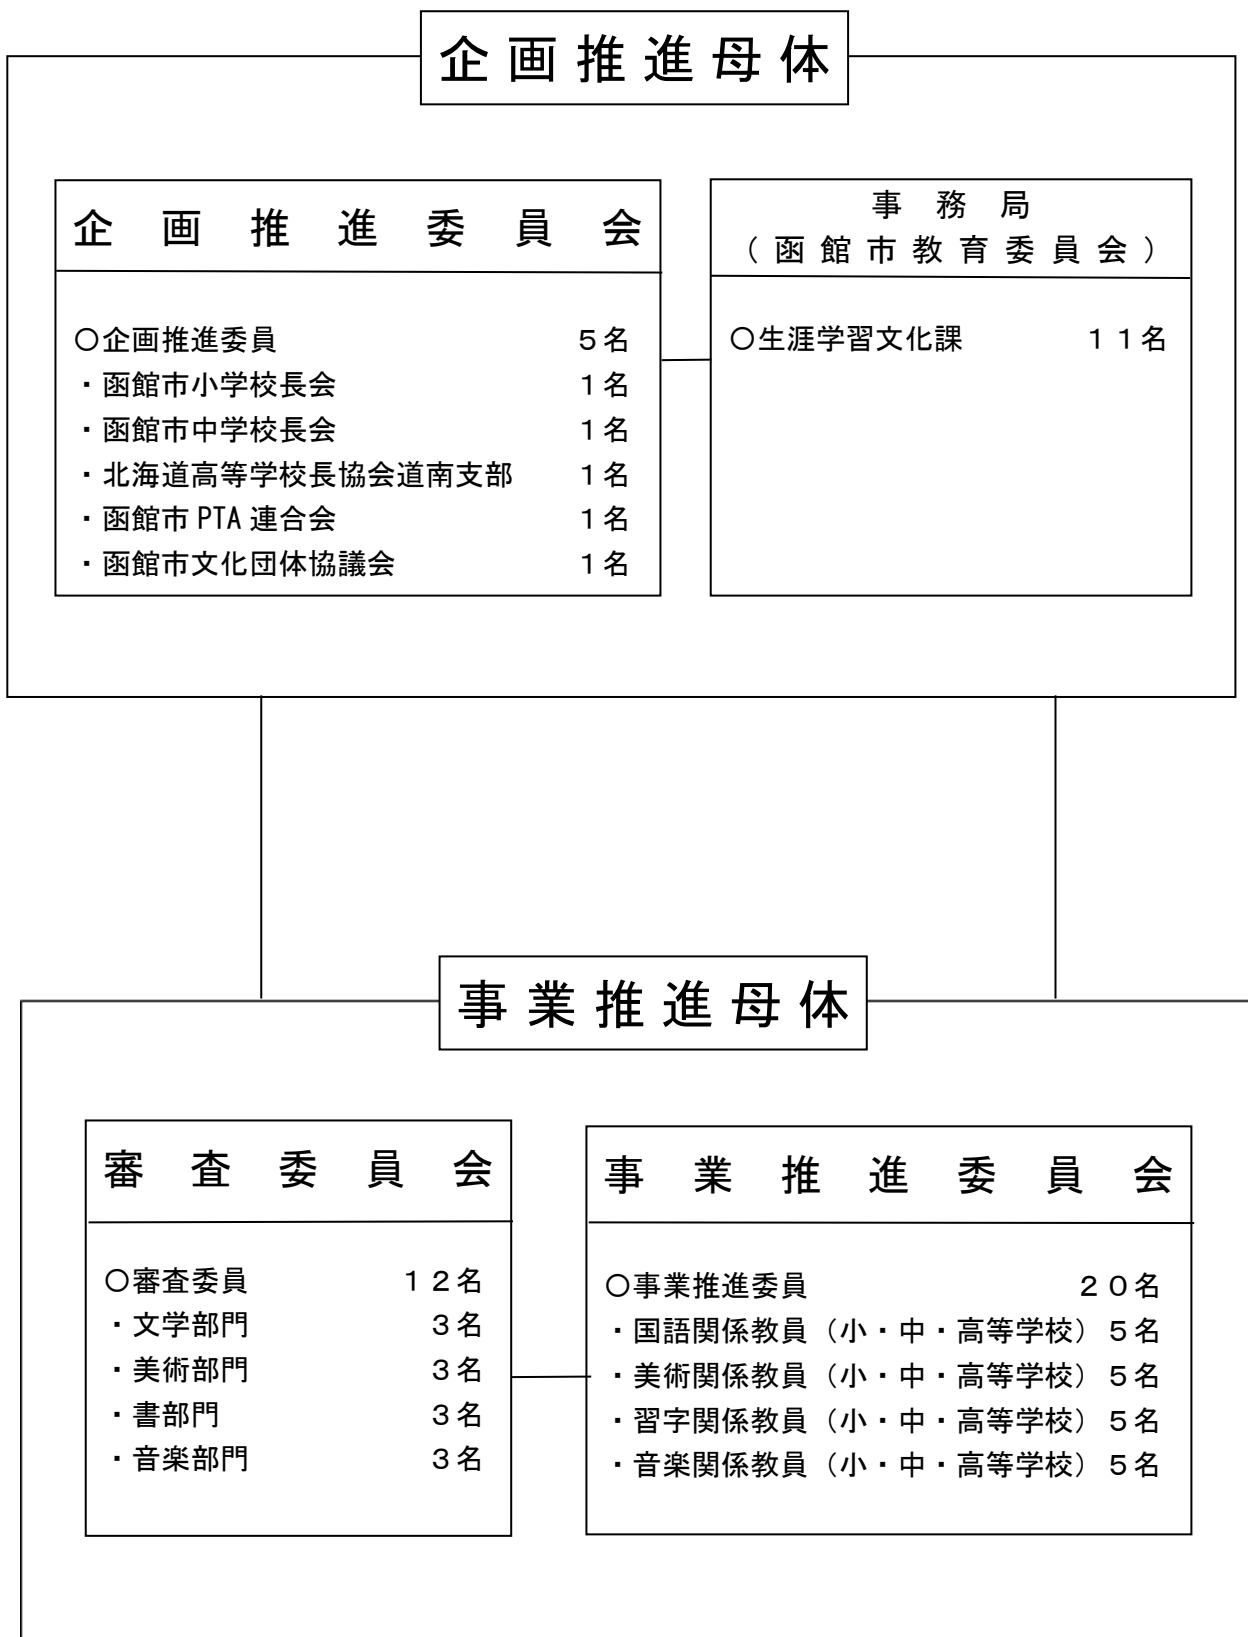 企画推進母体
企画推進委員会
○企画推進委員 5名
・函館市小学校長会 1名
・函館市中学校長会 1名
・北海道高等学校長協会道南支部 1名
・函館市PTA連合会 1名
・函館市文化団体協議会 1名
事務局
(函館市教育委員会)
○生涯学習文化課 11名
事業推進母体
審査委員会
○審査委員 12名
・文学部門 3名
・美術部門 3名
・書部門 3名
・音楽部門 3名
事業推進委員会
○事業推進委員 20名
・国語関係教員(小・中・高等学校)5名
・美術関係教員(小・中・高等学校)5名
・習字関係教員(小・中・高等学校)5名
・音楽関係教員(小・中・高等学校)5名